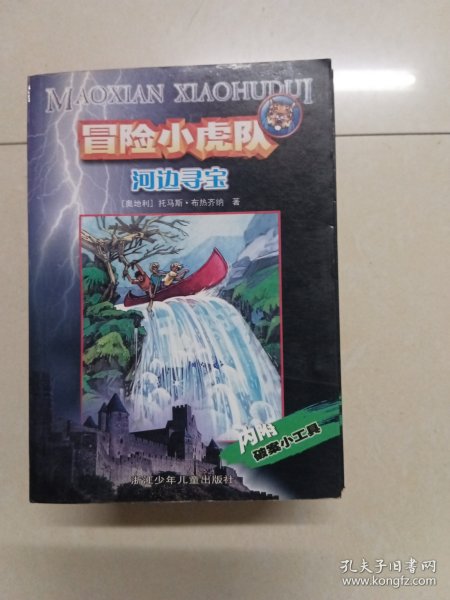 MAOXIAN XIAOHUDUI
冒险小虎队
河边寻宝
［奥地利］托马斯·布热齐纳 著
内附
破案小工具
浙江少年儿童出版社
孔夫子旧书网
www.kongfz.com